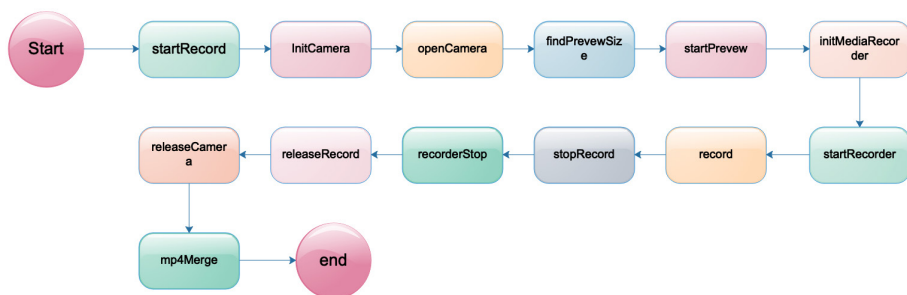 Start
startRecord
InitCamera
openCamera
findPrevewSiz
e
startPrevew
initMediaRecor
der
releaseCamer
a
releaseRecord
recorderStop
stopRecord
record
startRecorder
mp4Merge
end